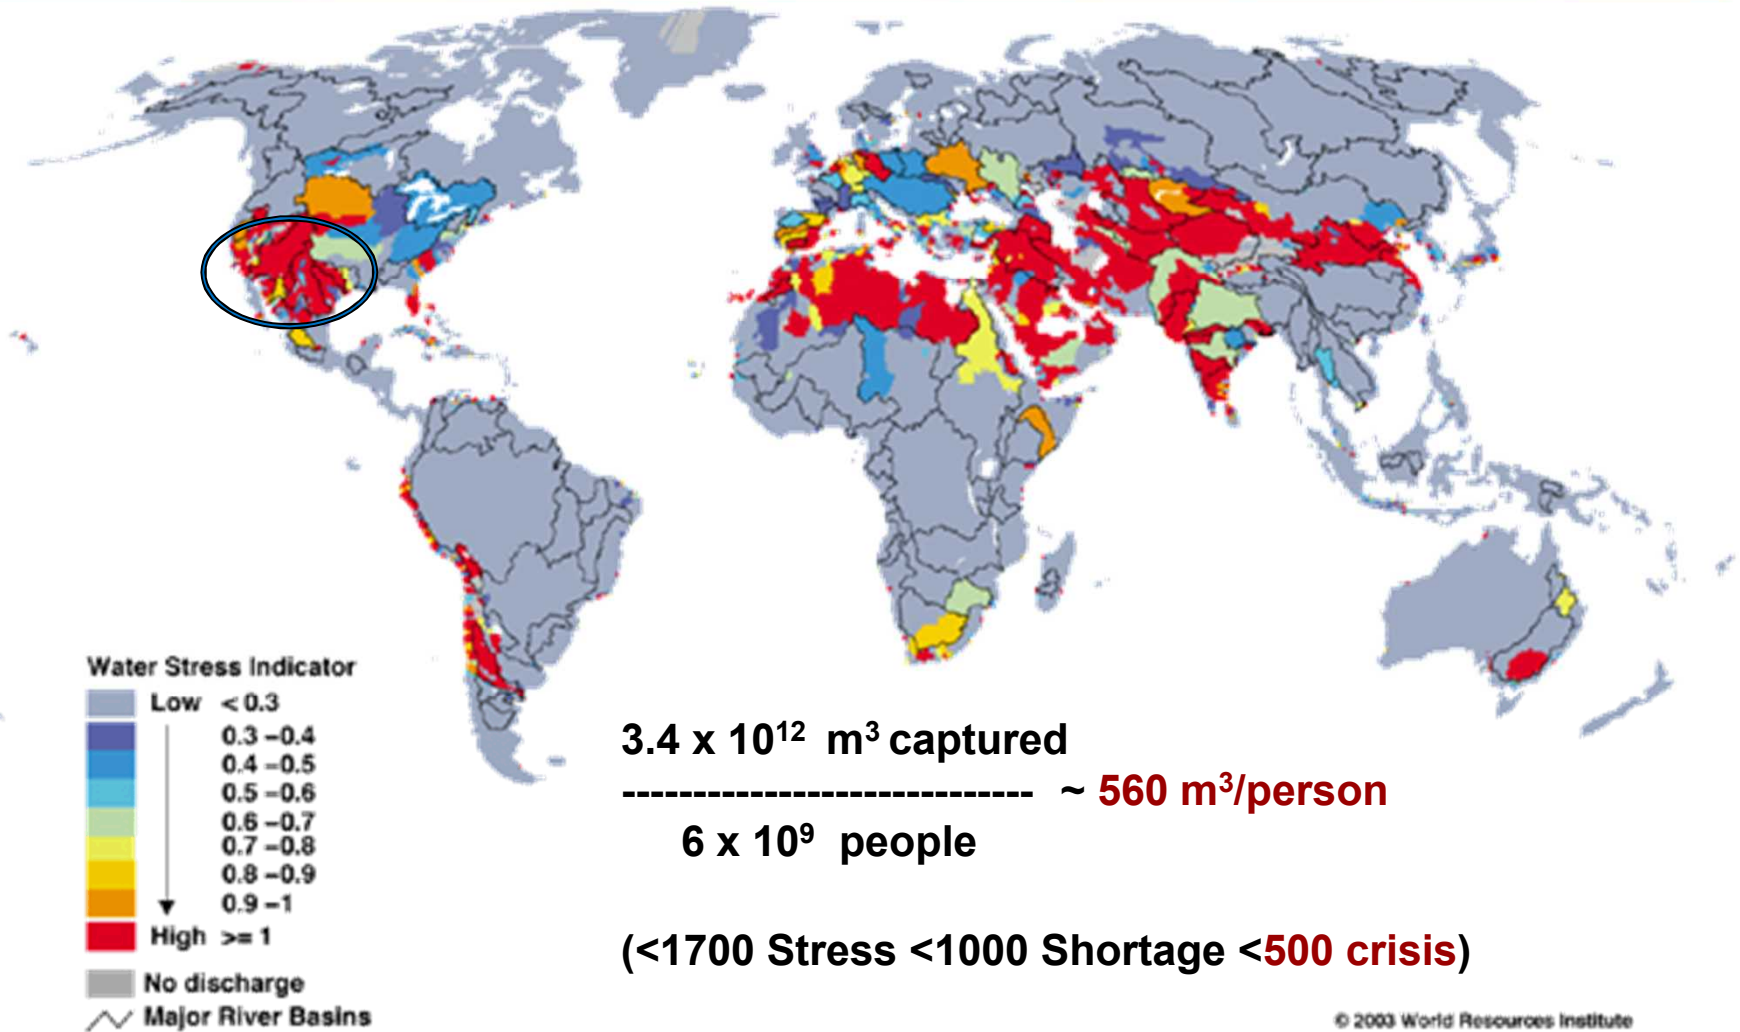 Water Stress Indicator
Low < 0.3
0.3 –0.4
0.4 –0.5
0.5 –0.6
0.6 –0.7
0.7 –0.8
0.8 –0.9
0.9 –1
High >= 1
No discharge
Major River Basins
3.4 x 10¹² m³ captured
----------------------------- ~ 560 m³/person
6 x 10⁹ people
(<1700 Stress <1000 Shortage <500 crisis)
© 2003 World Resources Institute